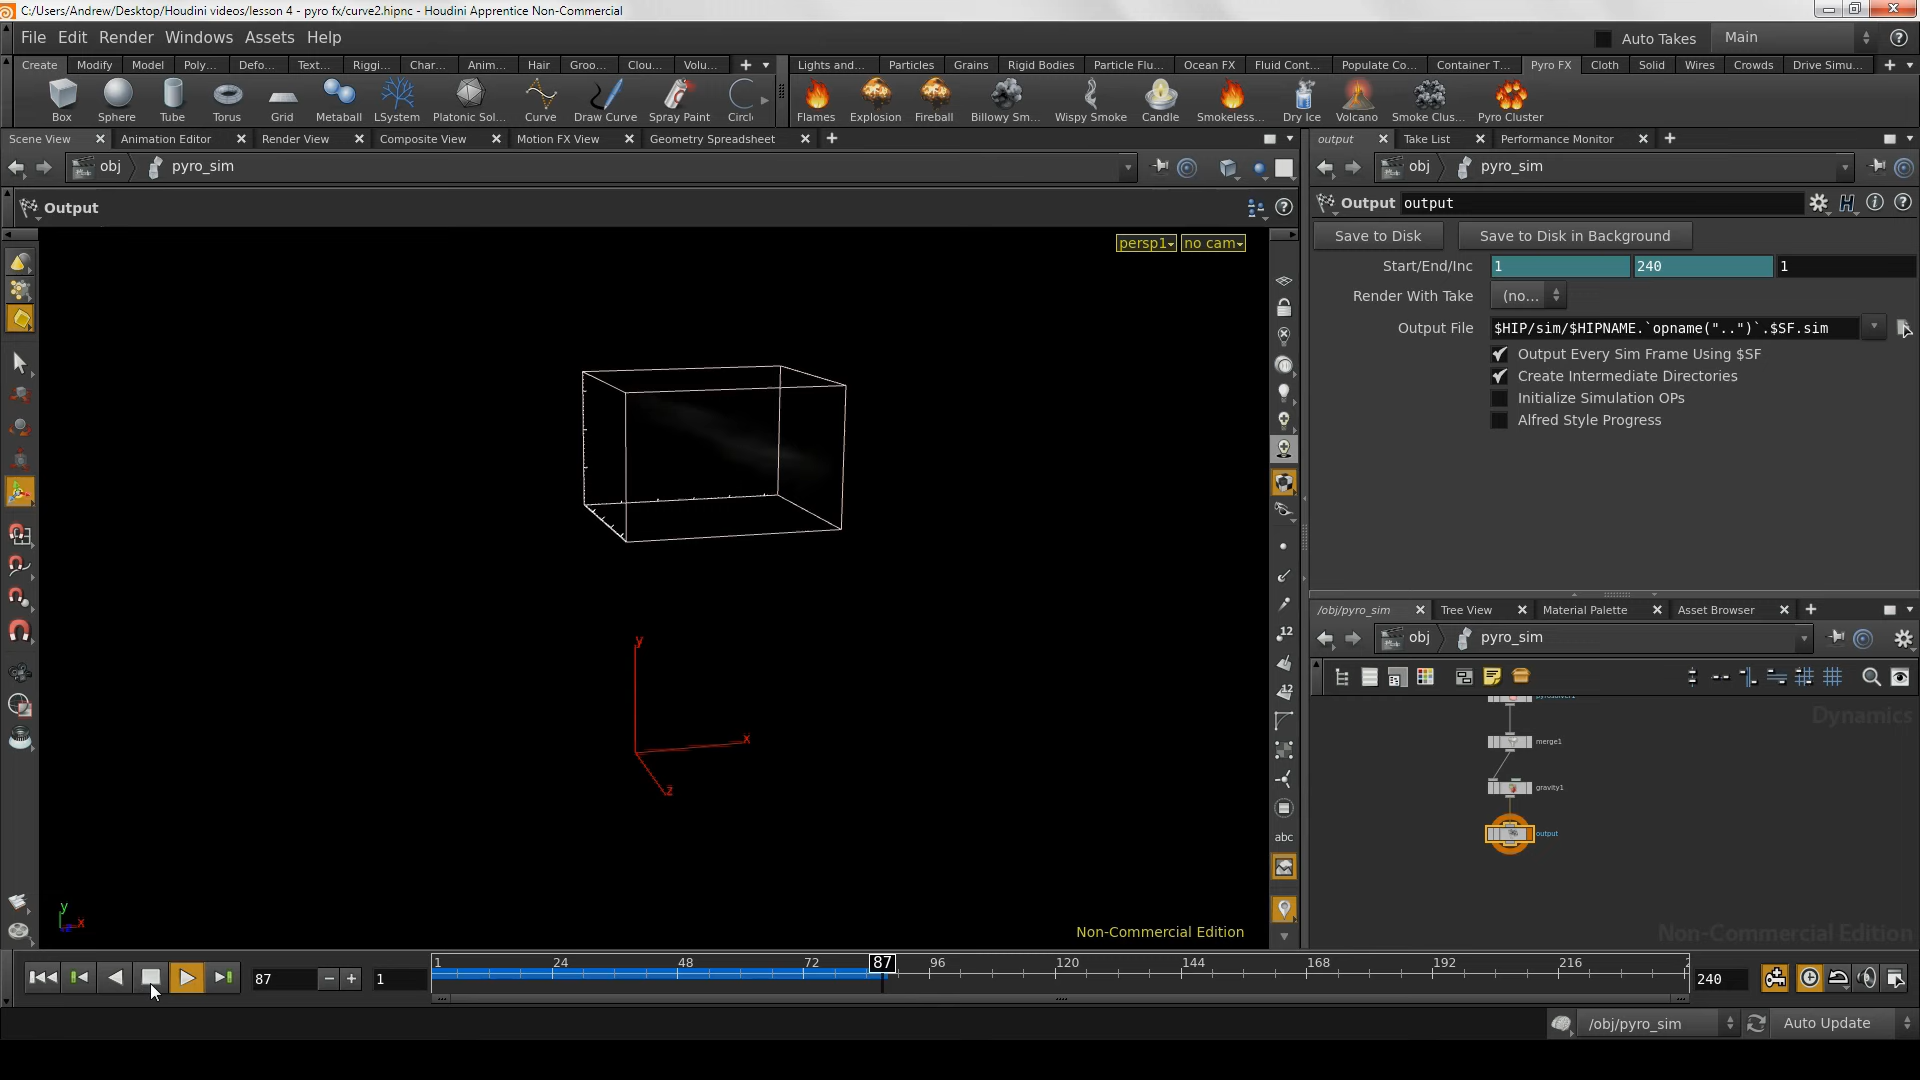 C:/Users/Andrew/Desktop/Houdini videos/lesson 4 - pyro fx/curve2.hipnc - Houdini Apprentice Non-Commercial
File Edit Render Windows Assets Help
Auto Takes Main
Create Modify Model Poly... Defo... Text... Riggi... Char... Anim... Hair Groo... Clou... Volu...
Lights and... Particles Grains Rigid Bodies Particle Flu... Ocean FX Fluid Cont... Populate Co... Container T... Pyro FX Cloth Solid Wires Crowds Drive Simu...
Box Sphere Tube Torus Grid Metaball LSystem Platonic Sol... Curve Draw Curve Spray Paint Circl
Flames Explosion Fireball Billowy Sm... Wispy Smoke Candle Smokeless... Dry Ice Volcano Smoke Clus... Pyro Cluster
Scene View Animation Editor Render View Composite View Motion FX View Geometry Spreadsheet
output Take List Performance Monitor
obj pyro_sim
obj pyro_sim
Output
Output output
persp1 no cam
Save to Disk Save to Disk in Background
Start/End/Inc 1 240 1
Render With Take (no...
Output File $HIP/sim/$HIPNAME.`opname("..")`.$SF.sim
Output Every Sim Frame Using $SF
Create Intermediate Directories
Initialize Simulation OPs
Alfred Style Progress
y
x
z
y
x
12
12
abc
Non-Commercial Edition
/obj/pyro_sim Tree View Material Palette Asset Browser
obj pyro_sim
Dynamics
merge1
gravity1
output
Non-Commercial Edition
87 1
1 24 48 72 87 96 120 144 168 192 216 2
240
/obj/pyro_sim Auto Update